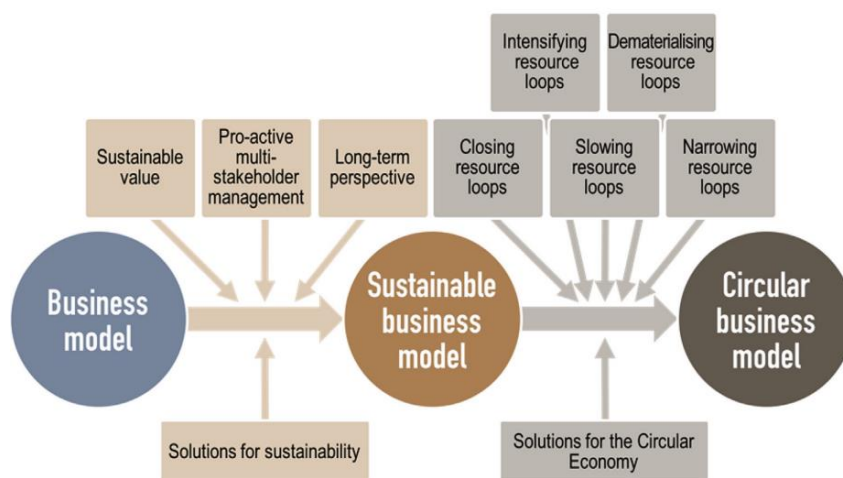 Intensifying
resource
loops
Dematerialising
resource
loops
Sustainable
value
Pro-active
multi-
stakeholder
management
Long-term
perspective
Closing
resource
loops
Slowing
resource
loops
Narrowing
resource
loops
Business
model
Sustainable
business
model
Circular
business
model
Solutions for sustainability
Solutions for the Circular
Economy